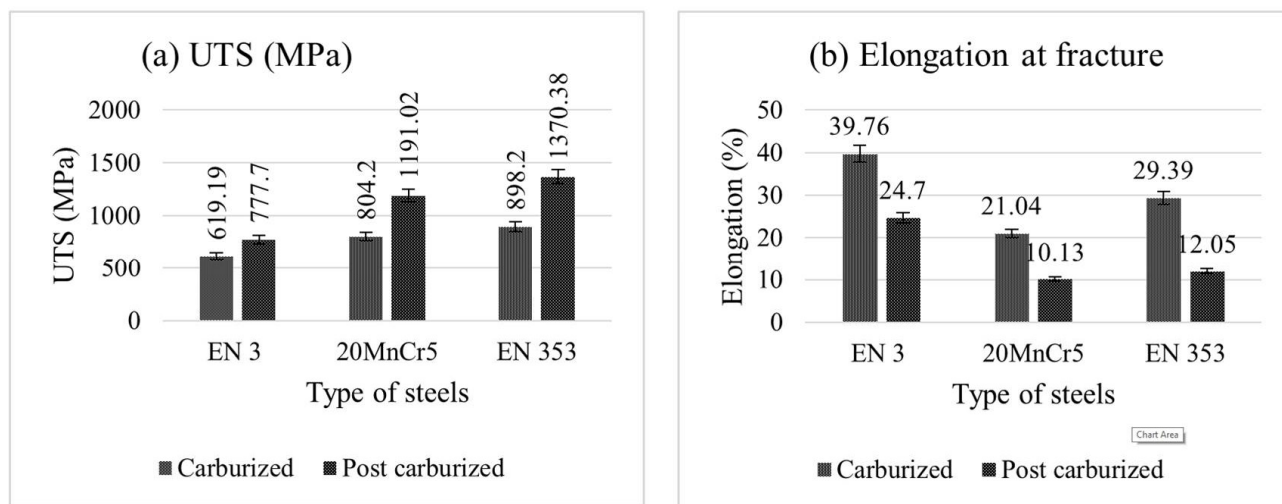 (a) UTS (MPa)
UTS (MPa)
2000
1500
1000
500
0
619.19
777.7
804.2
1191.02
898.2
1370.38
EN 3 20MnCr5 EN 353
Type of steels
Carburized Post carburized
(b) Elongation at fracture
Elongation (%)
50
40
30
20
10
0
39.76
24.7
21.04
10.13
29.39
12.05
EN 3 20MnCr5 EN 353
Type of steels
Chart Area
Carburized Post carburized